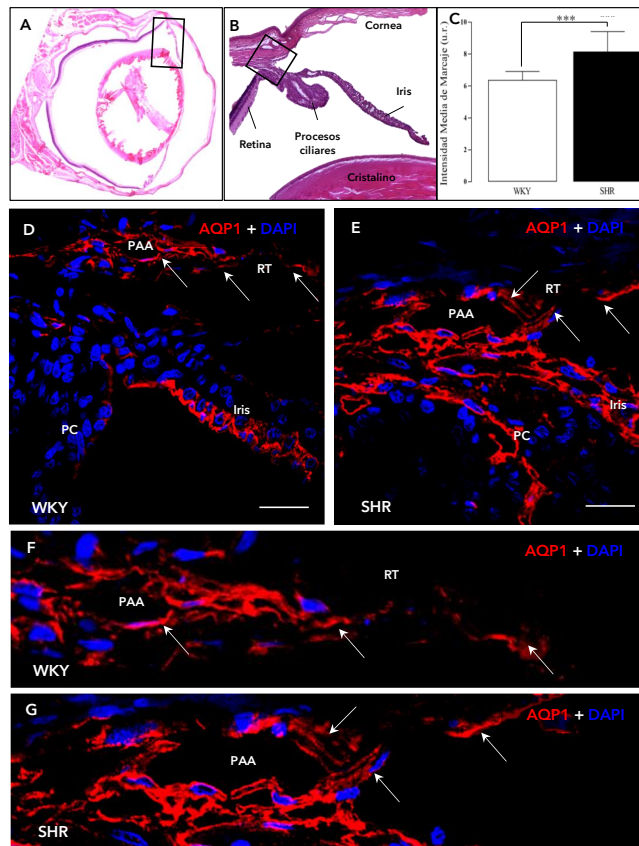 A
B
Cornea
Iris
Procesos
ciliares
Retina
Cristalino
C
***
Intensidad Media de Marcaje (u.r.)
10
8
6
4
2
0
WKY
SHR
D
AQP1 + DAPI
PAA
RT
Iris
PC
WKY
E
AQP1 + DAPI
RT
PAA
Iris
PC
SHR
F
AQP1 + DAPI
RT
PAA
WKY
G
AQP1 + DAPI
PAA
SHR